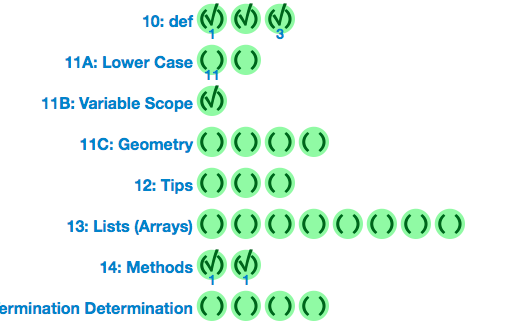 10: def
1 3
11A: Lower Case
11
11B: Variable Scope
11C: Geometry
12: Tips
13: Lists (Arrays)
14: Methods
1 1
ermination Determination